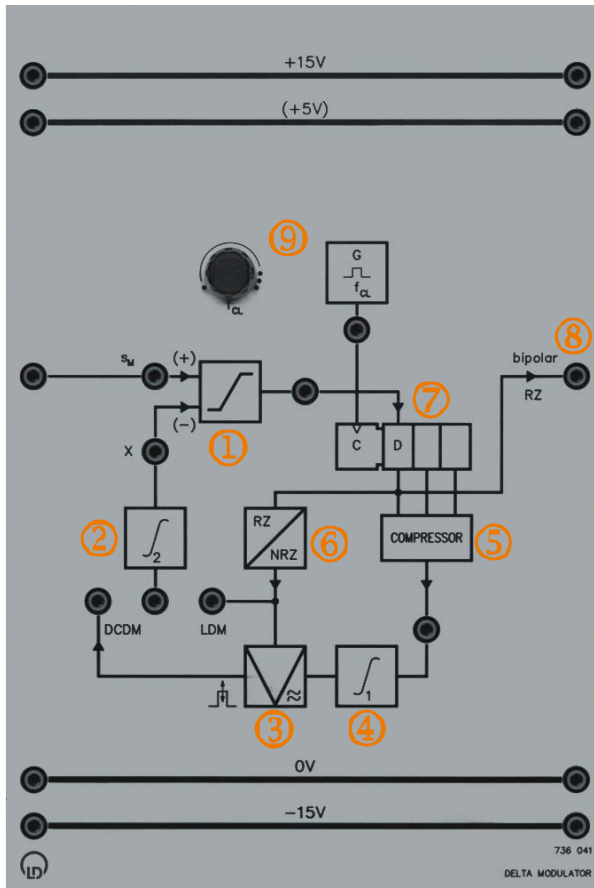 +15V
(+5V)
⑨
G
fCL
fCL
⑧
bipolar
RZ
sM
(+)
(−)
X
①
⑦
C
D
②
RZ
NRZ
⑥
COMPRESSOR
⑤
∫2
DCDM
LDM
≈
∫1
③
④
0V
−15V
LD
736 041
DELTA MODULATOR